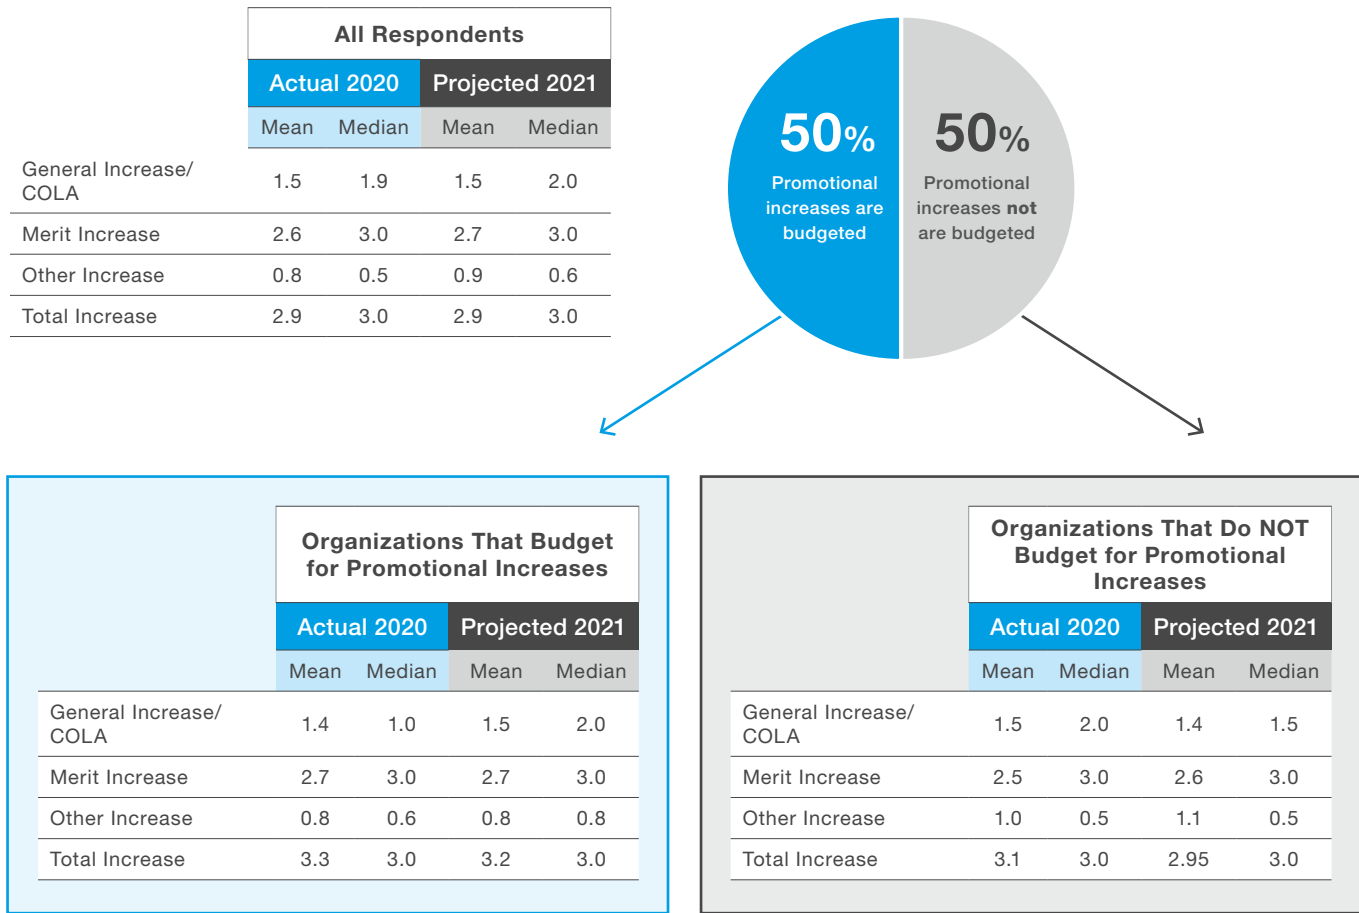 All Respondents
Actual 2020 Projected 2021
Mean Median Mean Median
General Increase/
COLA
1.5 1.9 1.5 2.0
Merit Increase 2.6 3.0 2.7 3.0
Other Increase 0.8 0.5 0.9 0.6
Total Increase 2.9 3.0 2.9 3.0
50%
Promotional
increases are
budgeted
50%
Promotional
increases not
are budgeted
Organizations That Budget
for Promotional Increases
Actual 2020 Projected 2021
Mean Median Mean Median
General Increase/
COLA
1.4 1.0 1.5 2.0
Merit Increase 2.7 3.0 2.7 3.0
Other Increase 0.8 0.6 0.8 0.8
Total Increase 3.3 3.0 3.2 3.0
Organizations That Do NOT
Budget for Promotional
Increases
Actual 2020 Projected 2021
Mean Median Mean Median
General Increase/
COLA
1.5 2.0 1.4 1.5
Merit Increase 2.5 3.0 2.6 3.0
Other Increase 1.0 0.5 1.1 0.5
Total Increase 3.1 3.0 2.95 3.0